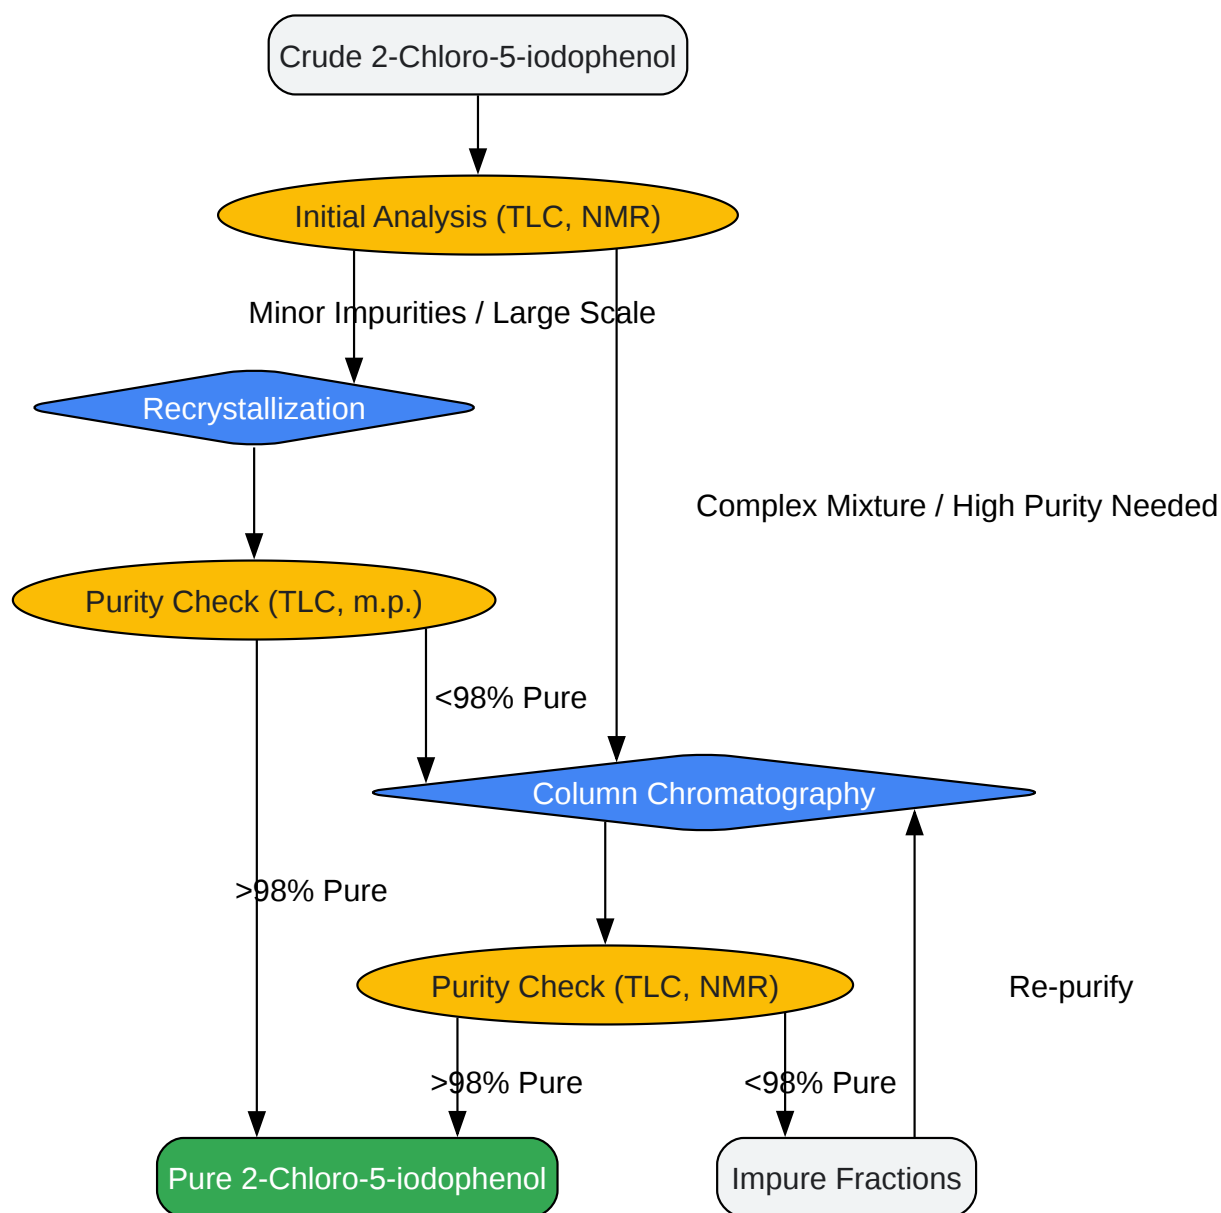 Crude 2-Chloro-5-iodophenol
Initial Analysis (TLC, NMR)
Minor Impurities / Large Scale
Recrystallization
Complex Mixture / High Purity Needed
Purity Check (TLC, m.p.)
<98% Pure
Column Chromatography
>98% Pure
Purity Check (TLC, NMR)
Re-purify
>98% Pure
<98% Pure
Pure 2-Chloro-5-iodophenol
Impure Fractions